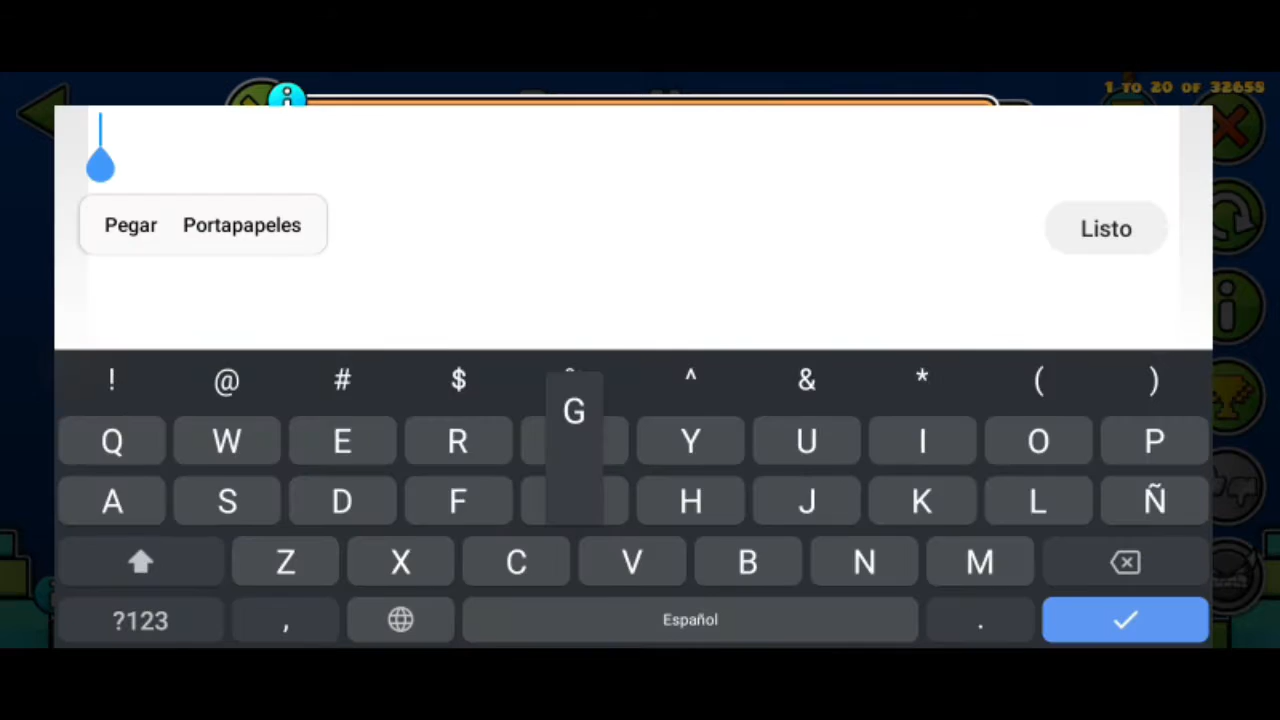 1 TO 20 OF 32655
Pegar Portapapeles
Listo
! @ # $ ^ & * ( )
G
Q W E R Y U I O P
A S D F H J K L Ñ
Z X C V B N M
?123 , Español .